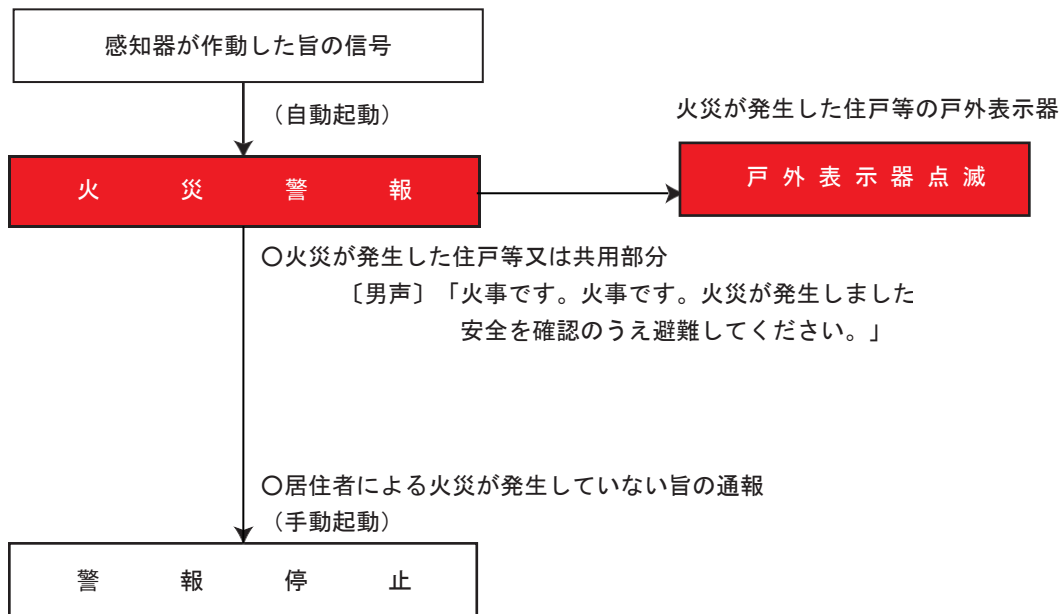 感知器が作動した旨の信号
（自動起動）
火災が発生した住戸等の戸外表示器
火災警報
戸外表示器点滅
〇火災が発生した住戸等又は共用部分
〔男声〕「火事です。火事です。火災が発生しました
安全を確認のうえ避難してください。」
〇居住者による火災が発生していない旨の通報
（手動起動）
警報停止